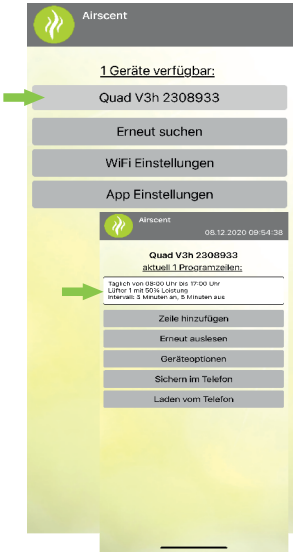 Airscent
1 Geräte verfügbar:
Quad V3h 2308933
Erneut suchen
WiFi Einstellungen
App Einstellungen
Airscent
08.12.2020 09:54:38
Quad V3h 2308933
aktuell 1 Programzeilen:
Täglich von 08:00 Uhr bis 17:00 Uhr
Lüfter 1 mit 50% Leistung
Intervall: 3 Minuten an, 5 Minuten aus
Zeile hinzufügen
Erneut auslesen
Geräteoptionen
Sichern im Telefon
Laden vom Telefon